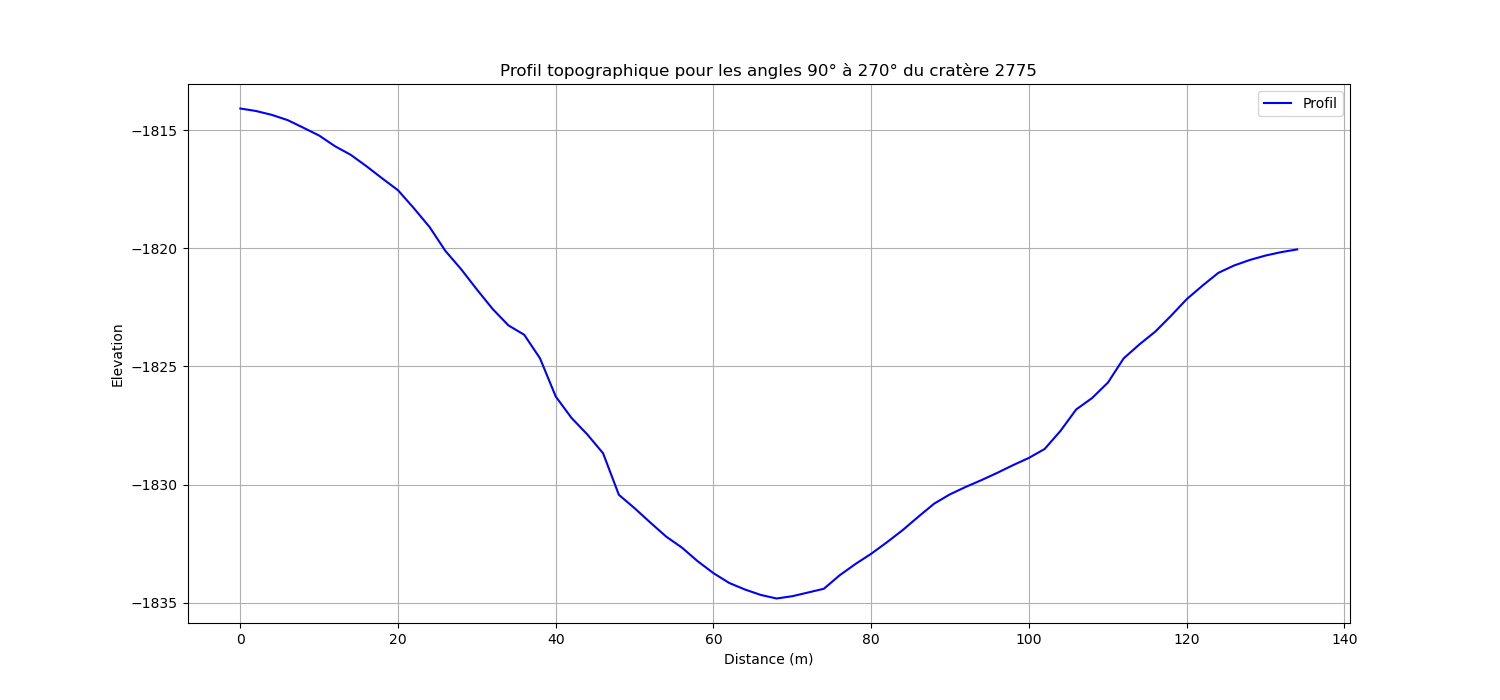 Profil topographique pour les angles 90° à 270° du cratère 2775
Profil
−1815
−1820
−1825
−1830
−1835
Elevation
0 20 40 60 80 100 120 140
Distance (m)